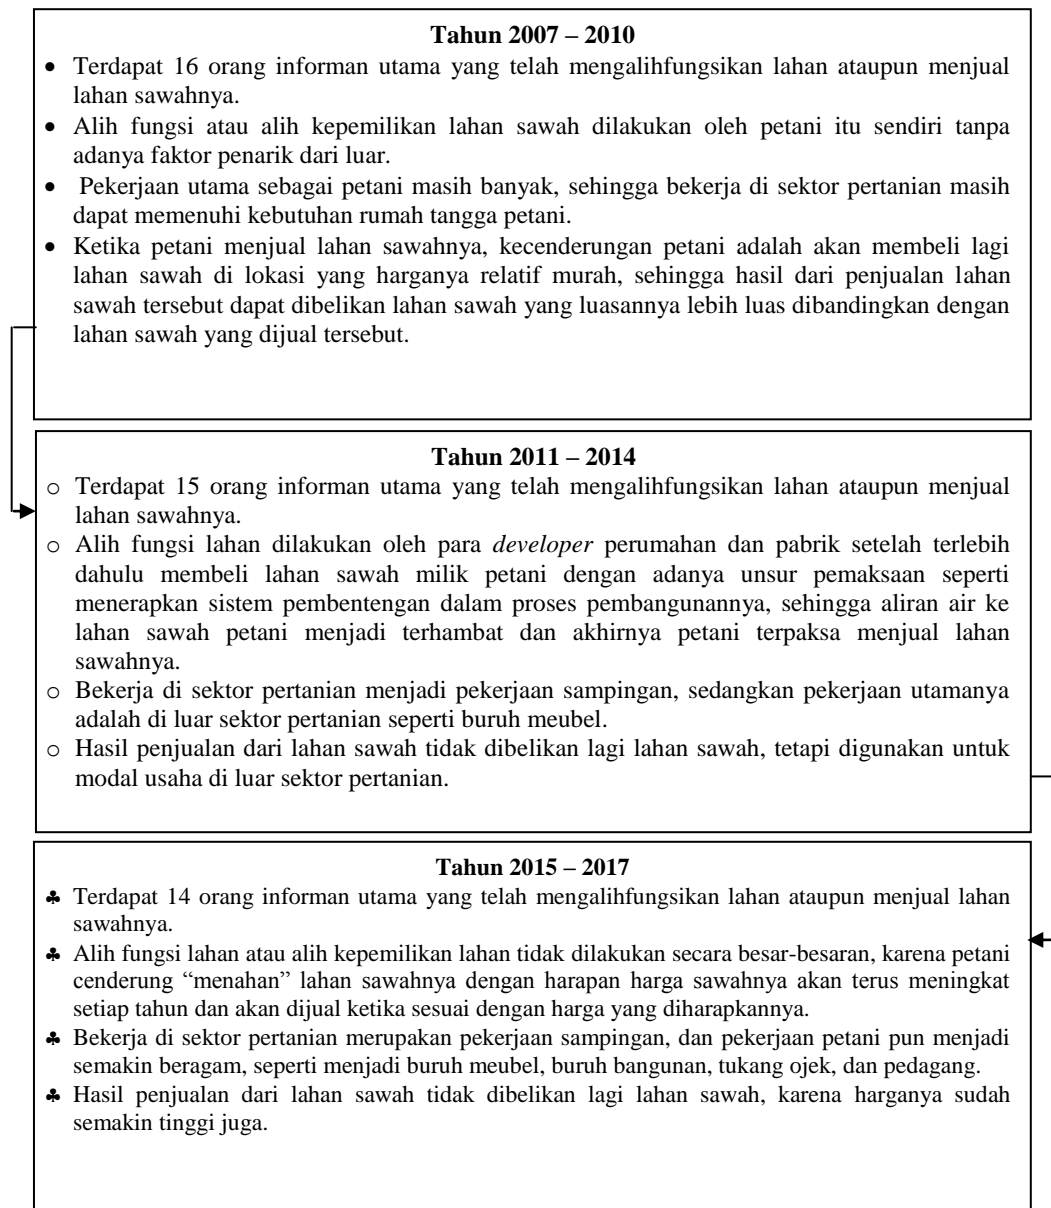 Tahun 2007 – 2010
• Terdapat 16 orang informan utama yang telah mengalihfungsikan lahan ataupun menjual
lahan sawahnya.
• Alih fungsi atau alih kepemilikan lahan sawah dilakukan oleh petani itu sendiri tanpa
adanya faktor penarik dari luar.
• Pekerjaan utama sebagai petani masih banyak, sehingga bekerja di sektor pertanian masih
dapat memenuhi kebutuhan rumah tangga petani.
• Ketika petani menjual lahan sawahnya, kecenderungan petani adalah akan membeli lagi
lahan sawah di lokasi yang harganya relatif murah, sehingga hasil dari penjualan lahan
sawah tersebut dapat dibelikan lahan sawah yang luasannya lebih luas dibandingkan dengan
lahan sawah yang dijual tersebut.
Tahun 2011 – 2014
o Terdapat 15 orang informan utama yang telah mengalihfungsikan lahan ataupun menjual
lahan sawahnya.
o Alih fungsi lahan dilakukan oleh para developer perumahan dan pabrik setelah terlebih
dahulu membeli lahan sawah milik petani dengan adanya unsur pemaksaan seperti
menerapkan sistem pembentengan dalam proses pembangunannya, sehingga aliran air ke
lahan sawah petani menjadi terhambat dan akhirnya petani terpaksa menjual lahan
sawahnya.
o Bekerja di sektor pertanian menjadi pekerjaan sampingan, sedangkan pekerjaan utamanya
adalah di luar sektor pertanian seperti buruh meubel.
o Hasil penjualan dari lahan sawah tidak dibelikan lagi lahan sawah, tetapi digunakan untuk
modal usaha di luar sektor pertanian.
Tahun 2015 – 2017
♣ Terdapat 14 orang informan utama yang telah mengalihfungsikan lahan ataupun menjual lahan
sawahnya.
♣ Alih fungsi lahan atau alih kepemilikan lahan tidak dilakukan secara besar-besaran, karena petani
cenderung “menahan” lahan sawahnya dengan harapan harga sawahnya akan terus meningkat
setiap tahun dan akan dijual ketika sesuai dengan harga yang diharapkannya.
♣ Bekerja di sektor pertanian merupakan pekerjaan sampingan, dan pekerjaan petani pun menjadi
semakin beragam, seperti menjadi buruh meubel, buruh bangunan, tukang ojek, dan pedagang.
♣ Hasil penjualan dari lahan sawah tidak dibelikan lagi lahan sawah, karena harganya sudah
semakin tinggi juga.